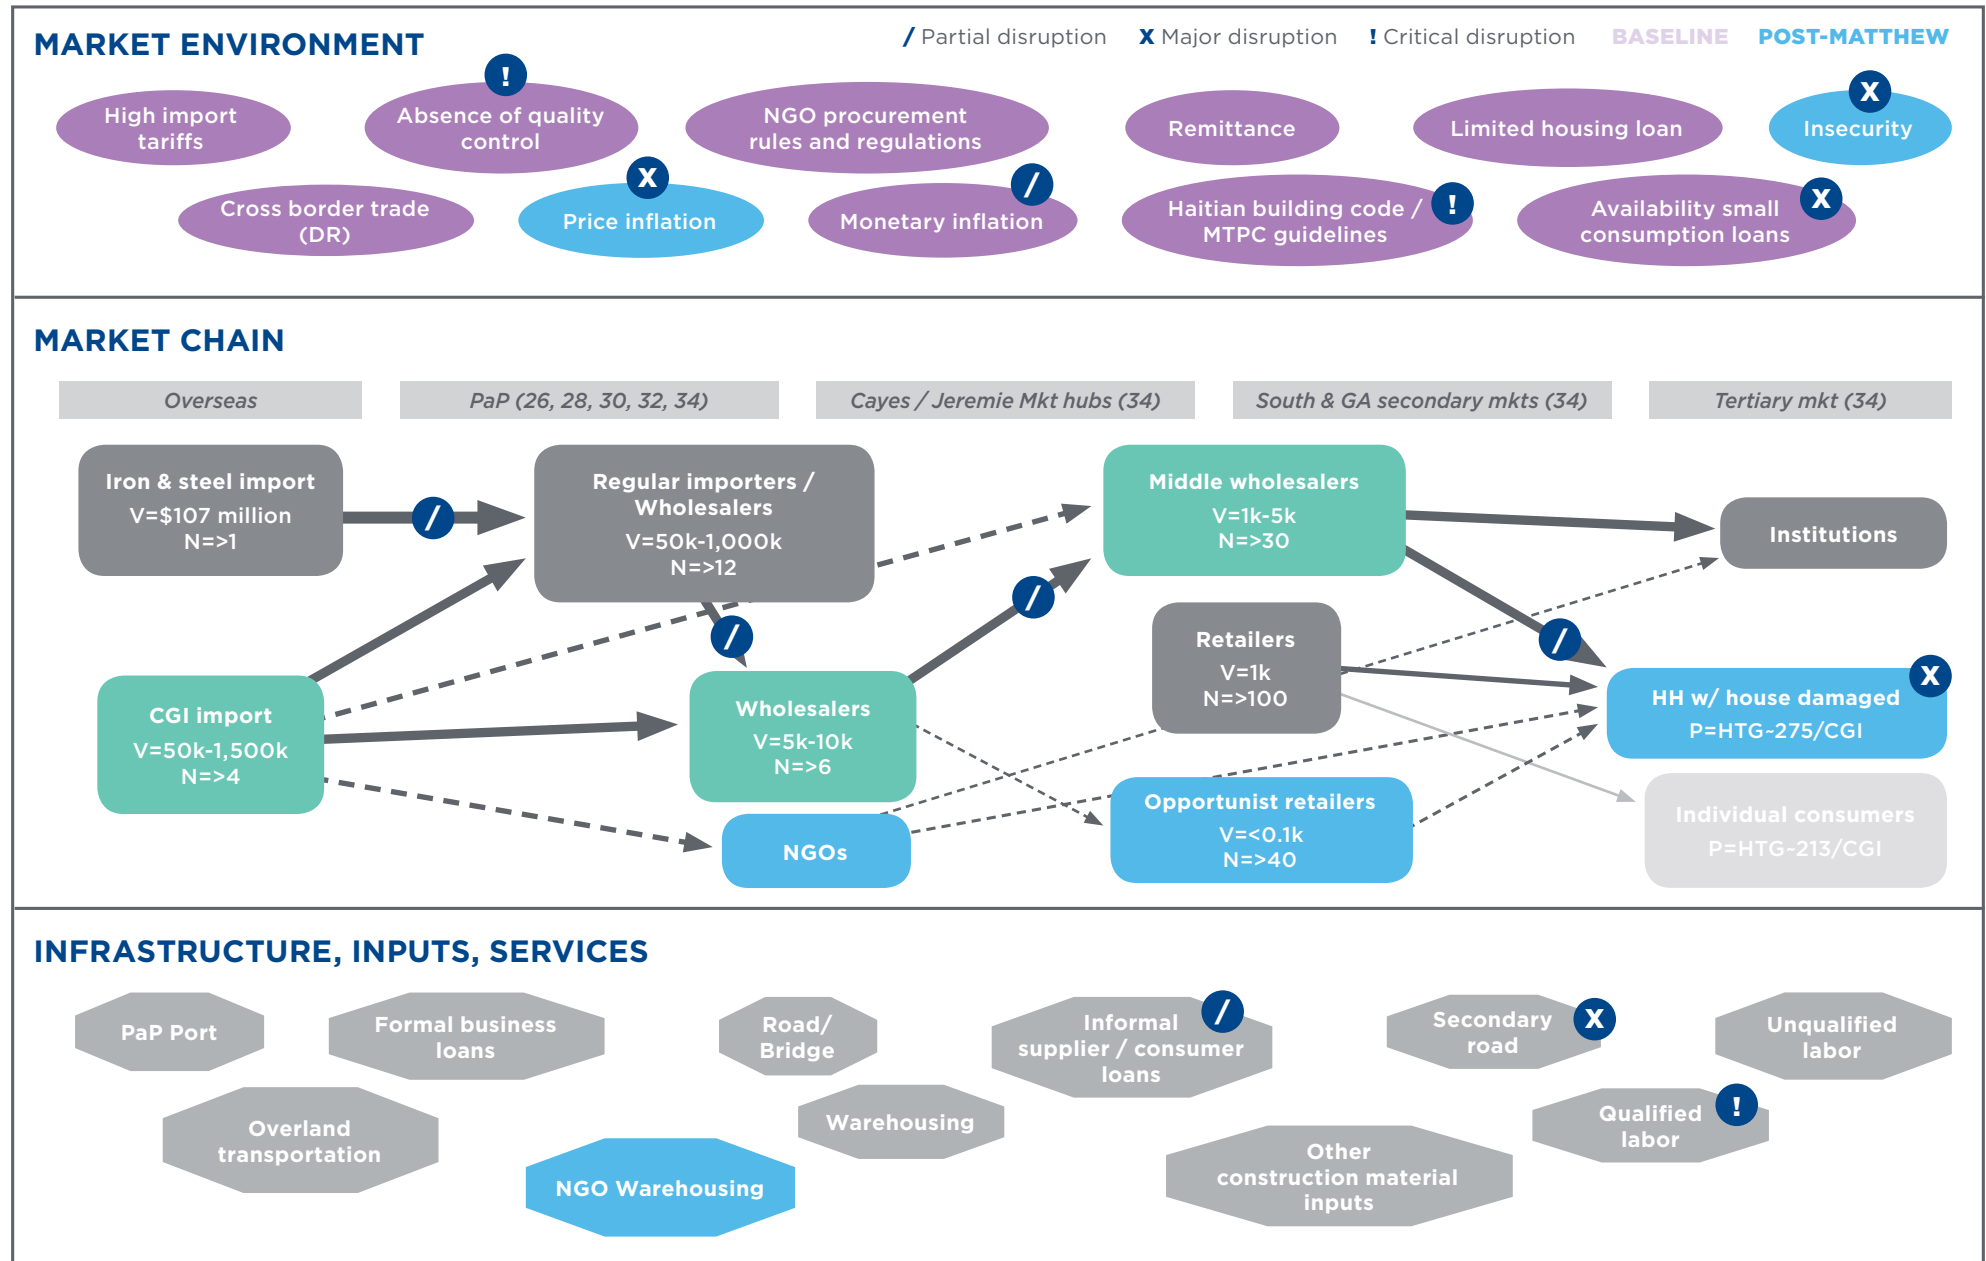 MARKET ENVIRONMENT
/ Partial disruption
X Major disruption
! Critical disruption
BASELINE
POST-MATTHEW
High import
tariffs
!
Absence of quality
control
NGO procurement
rules and regulations
Remittance
Limited housing loan
X
Insecurity
Cross border trade
(DR)
X
Price inflation
/
Monetary inflation
!
Haitian building code /
MTPC guidelines
X
Availability small
consumption loans
MARKET CHAIN
Overseas
PaP (26, 28, 30, 32, 34)
Cayes / Jeremie Mkt hubs (34)
South & GA secondary mkts (34)
Tertiary mkt (34)
Iron & steel import
V=$107 million
N=>1
/
Regular importers /
Wholesalers
V=50k-1,000k
N=>12
/
Middle wholesalers
V=1k-5k
N=>30
Institutions
/
Retailers
V=1k
N=>100
/
CGI import
V=50k-1,500k
N=>4
Wholesalers
V=5k-10k
N=>6
X
HH w/ house damaged
P=HTG~275/CGI
NGOs
Opportunist retailers
V=<0.1k
N=>40
Individual consumers
P=HTG~213/CGI
INFRASTRUCTURE, INPUTS, SERVICES
PaP Port
Formal business
loans
Road/
Bridge
/
Informal
supplier / consumer
loans
X
Secondary
road
Unqualified
labor
Overland
transportation
NGO Warehousing
Warehousing
Other
construction material
inputs
!
Qualified
labor